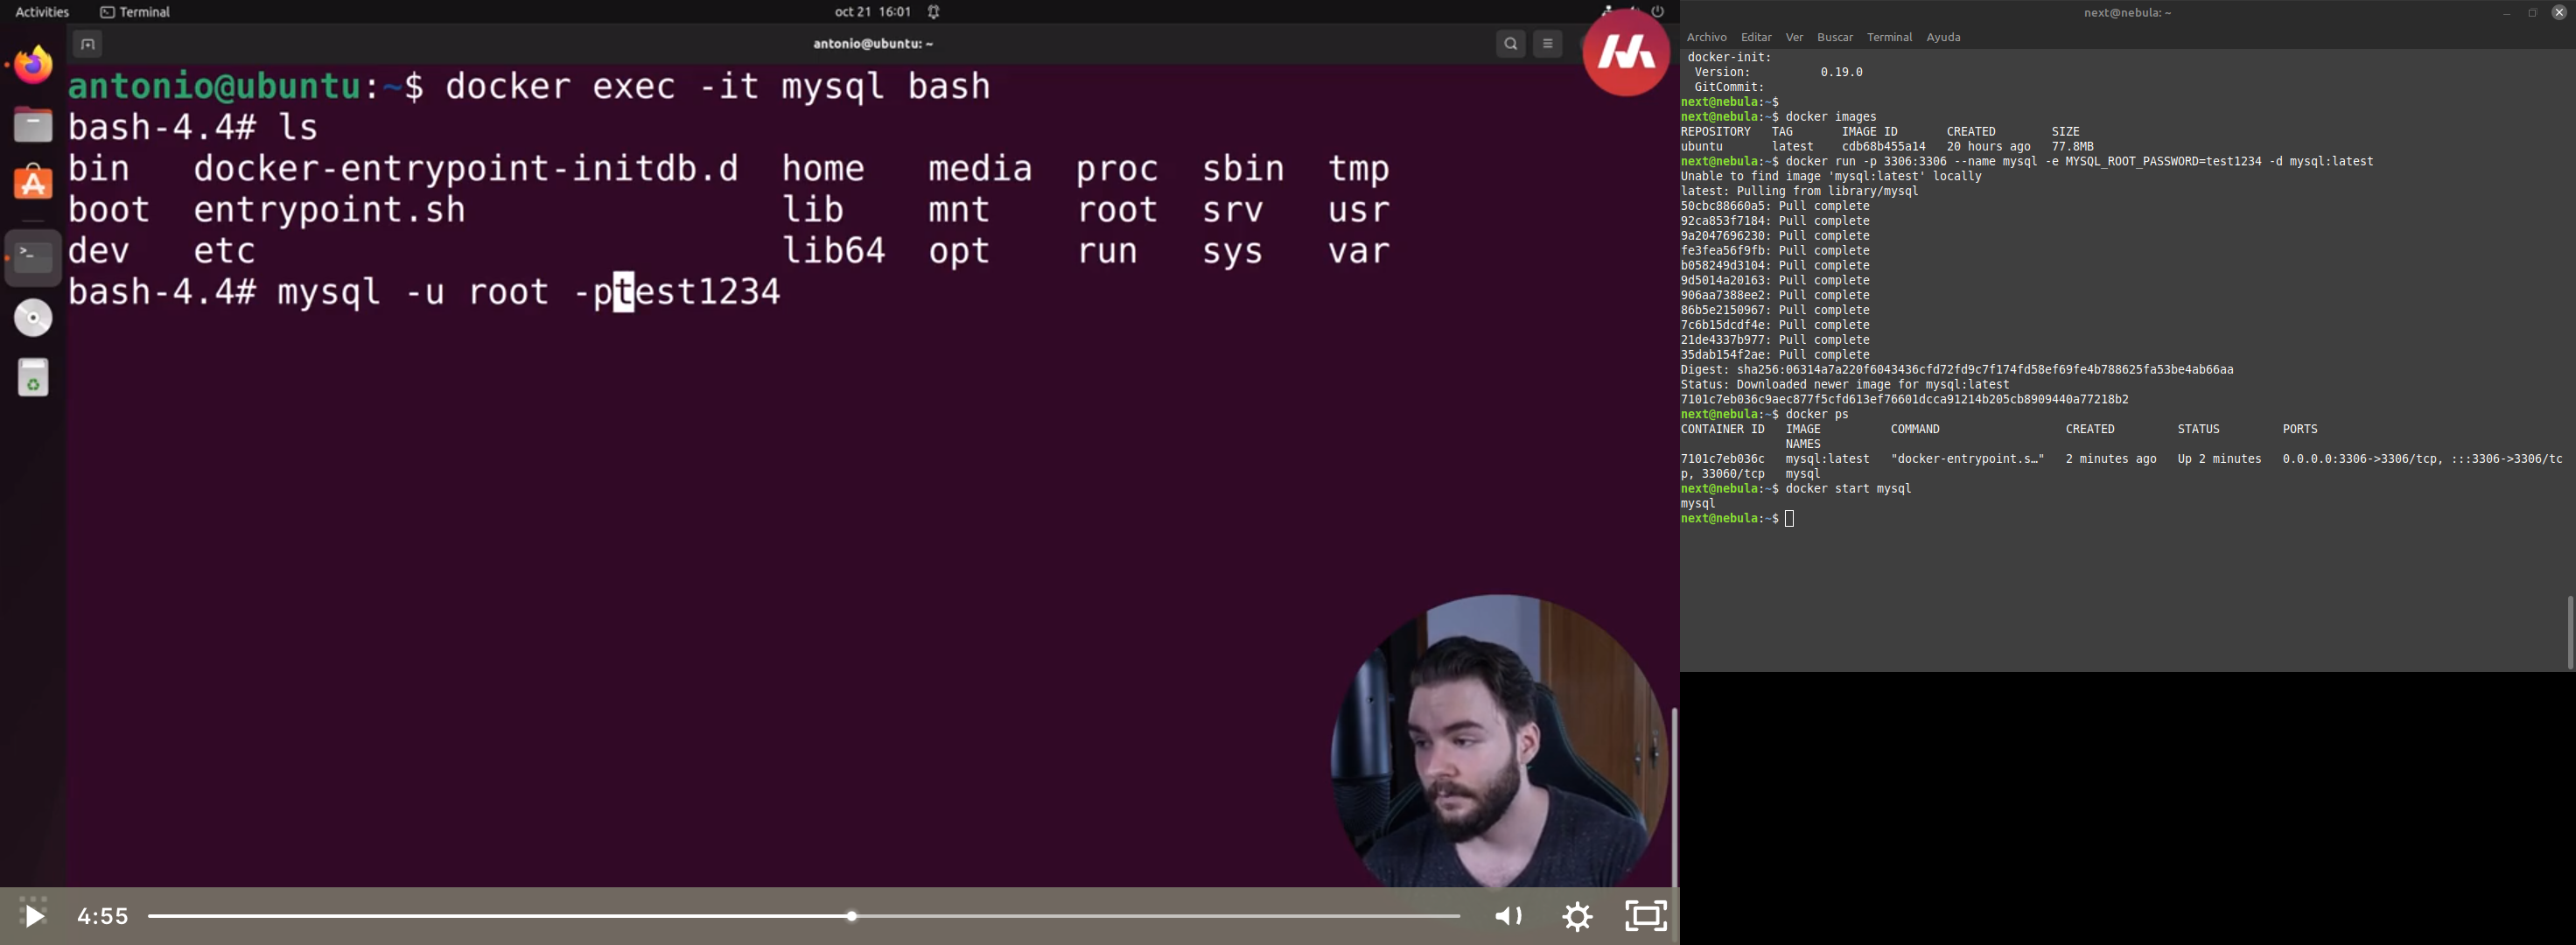 Activities Terminal oct 21 16:01
antonio@ubuntu: ~
antonio@ubuntu:~$ docker exec -it mysql bash
bash-4.4# ls
bin docker-entrypoint-initdb.d home media proc sbin tmp
boot entrypoint.sh lib mnt root srv usr
dev etc lib64 opt run sys var
bash-4.4# mysql -u root -ptest1234
4:55
next@nebula: ~
Archivo Editar Ver Buscar Terminal Ayuda
docker-init:
Version: 0.19.0
GitCommit:
next@nebula:~$
next@nebula:~$ docker images
REPOSITORY TAG IMAGE ID CREATED SIZE
ubuntu latest cdb68b455a14 20 hours ago 77.8MB
next@nebula:~$ docker run -p 3306:3306 --name mysql -e MYSQL_ROOT_PASSWORD=test1234 -d mysql:latest
Unable to find image 'mysql:latest' locally
latest: Pulling from library/mysql
50cbc88660a5: Pull complete
92ca853f7184: Pull complete
9a2047696230: Pull complete
fe3fea56f9fb: Pull complete
b058249d3104: Pull complete
9d5014a20163: Pull complete
906aa7388ee2: Pull complete
86b5e2150967: Pull complete
7c6b15dcdf4e: Pull complete
21de4337b977: Pull complete
35dab154f2ae: Pull complete
Digest: sha256:06314a7a220f6043436cfd72fd9c7f174fd58ef69fe4b788625fa53be4ab66aa
Status: Downloaded newer image for mysql:latest
7101c7eb036c9aec877f5cfd613ef76601dcca91214b205cb8909440a77218b2
next@nebula:~$ docker ps
CONTAINER ID IMAGE COMMAND CREATED STATUS PORTS
NAMES
7101c7eb036c mysql:latest "docker-entrypoint.s…" 2 minutes ago Up 2 minutes 0.0.0.0:3306->3306/tcp, :::3306->3306/tc
p, 33060/tcp mysql
next@nebula:~$ docker start mysql
mysql
next@nebula:~$